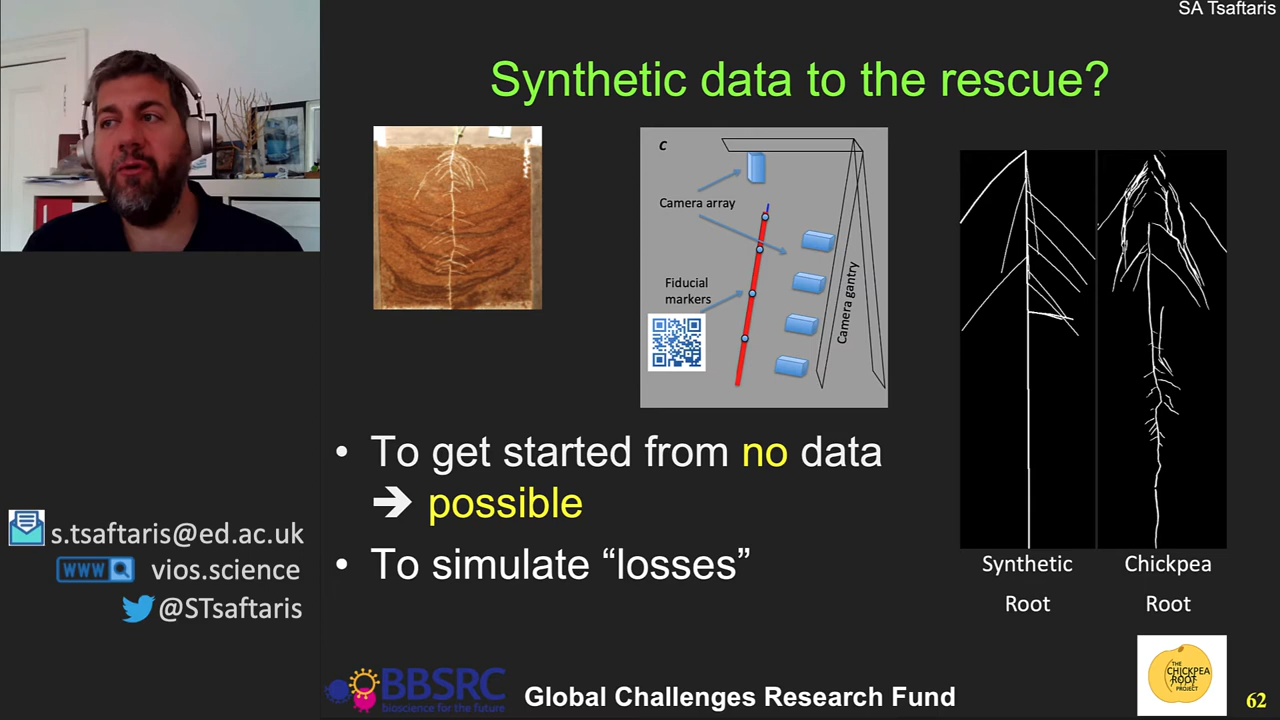 SA Tsaftaris
Synthetic data to the rescue?
c
Camera array
Fiducial
markers
Camera gantry
• To get started from no data
➔ possible
• To simulate “losses”
Synthetic
Root
Chickpea
Root
s.tsaftaris@ed.ac.uk
WWW
vios.science
@STsaftaris
BBSRC
bioscience for the future
Global Challenges Research Fund
THE
CHICKPEA
ROOT
PROJECT
62